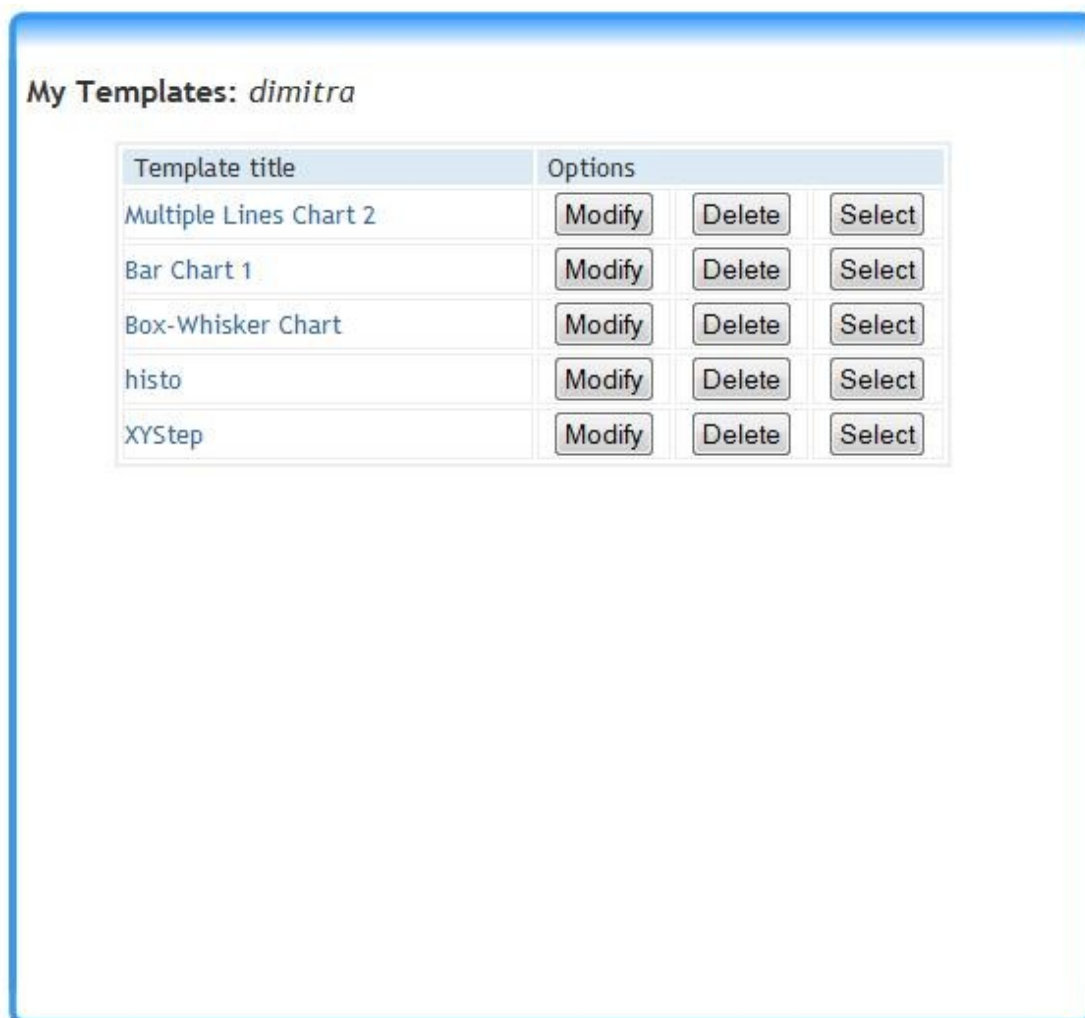 My Templates: dimitra
Template title Options
Multiple Lines Chart 2 Modify Delete Select
Bar Chart 1 Modify Delete Select
Box-Whisker Chart Modify Delete Select
histo Modify Delete Select
XYStep Modify Delete Select